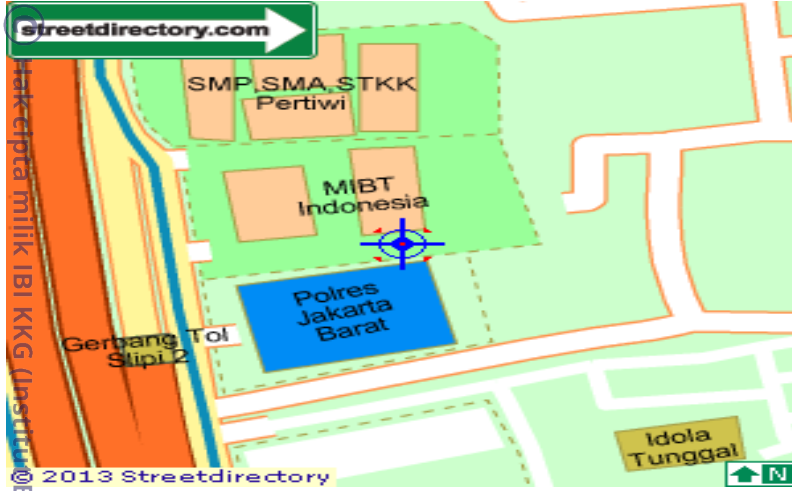 streetdirectory.com
SMP,SMA,STKK
Pertiwi
MIBT
Indonesia
Polres
Jakarta
Barat
Gerbang Tol
Slipi 2
Idola
Tunggal
© 2013 Streetdirectory
N
© Hak cipta milik IBI KKG (Institu